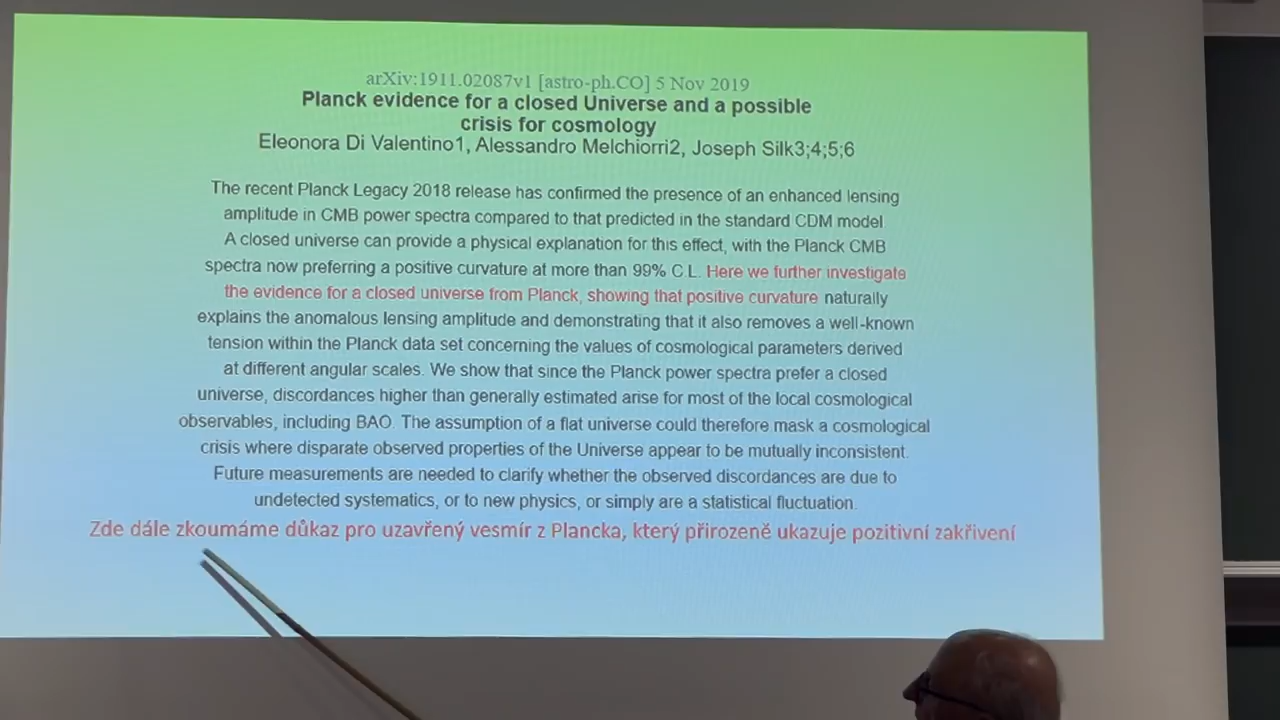 arXiv:1911.02087v1 [astro-ph.CO] 5 Nov 2019
Planck evidence for a closed Universe and a possible
crisis for cosmology
Eleonora Di Valentino1, Alessandro Melchiorri2, Joseph Silk3;4;5;6
The recent Planck Legacy 2018 release has confirmed the presence of an enhanced lensing
amplitude in CMB power spectra compared to that predicted in the standard CDM model
A closed universe can provide a physical explanation for this effect, with the Planck CMB
spectra now preferring a positive curvature at more than 99% C.L. Here we further investigate
the evidence for a closed universe from Planck, showing that positive curvature naturally
explains the anomalous lensing amplitude and demonstrating that it also removes a well-known
tension within the Planck data set concerning the values of cosmological parameters derived
at different angular scales. We show that since the Planck power spectra prefer a closed
universe, discordances higher than generally estimated arise for most of the local cosmological
observables, including BAO. The assumption of a flat universe could therefore mask a cosmological
crisis where disparate observed properties of the Universe appear to be mutually inconsistent.
Future measurements are needed to clarify whether the observed discordances are due to
undetected systematics, or to new physics, or simply are a statistical fluctuation.
Zde dále zkoumáme důkaz pro uzavřený vesmír z Plancka, který přirozeně ukazuje pozitivní zakřivení